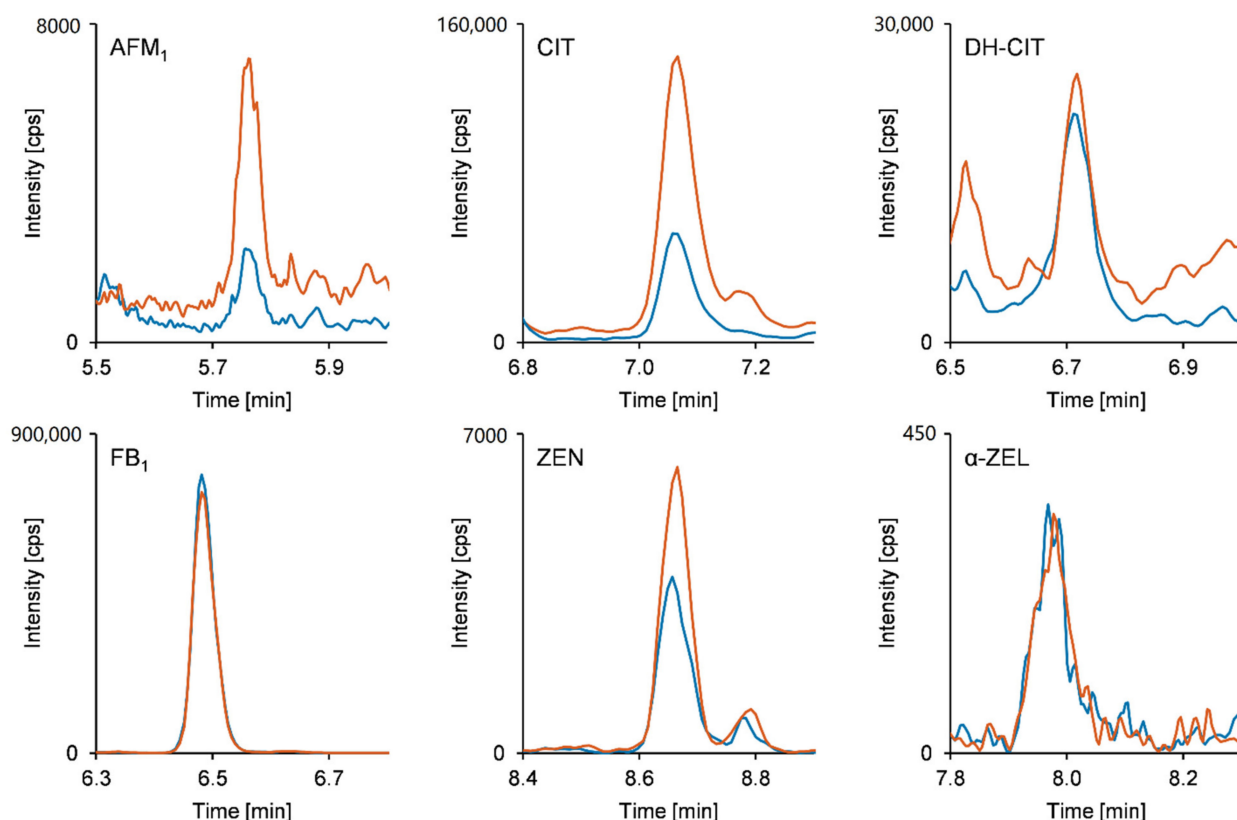 8000
AFM₁
Intensity [cps]
0
5.5 5.7 5.9
Time [min]
160,000
CIT
Intensity [cps]
0
6.8 7.0 7.2
Time [min]
30,000
DH-CIT
Intensity [cps]
0
6.5 6.7 6.9
Time [min]
900,000
FB₁
Intensity [cps]
0
6.3 6.5 6.7
Time [min]
7000
ZEN
Intensity [cps]
0
8.4 8.6 8.8
Time [min]
450
α-ZEL
Intensity [cps]
0
7.8 8.0 8.2
Time [min]